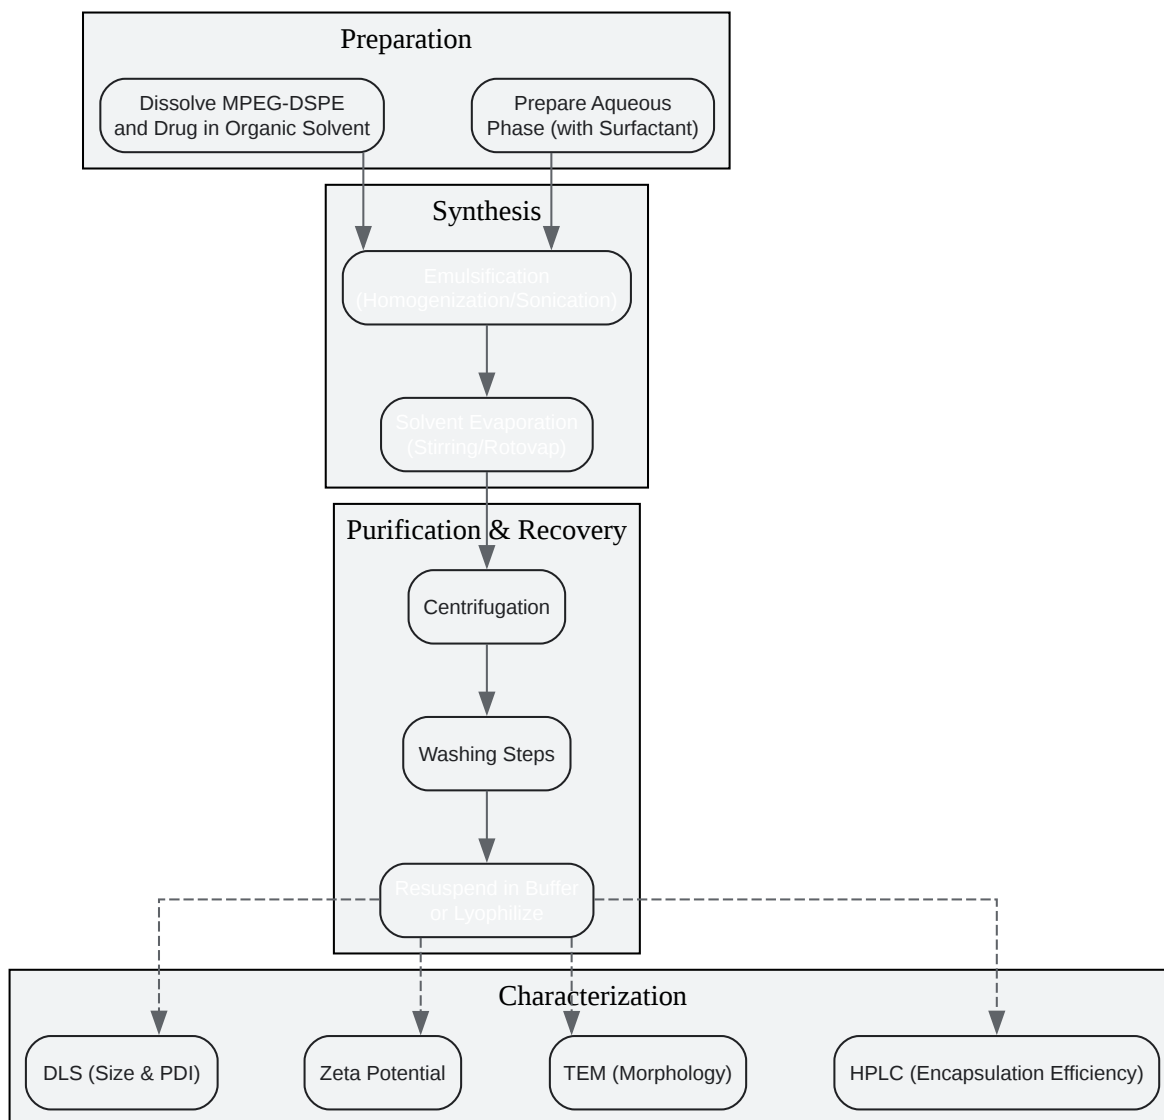 Preparation
Dissolve MPEG-DSPE
and Drug in Organic Solvent
Prepare Aqueous
Phase (with Surfactant)
Synthesis
Emulsification
(Homogenization/Sonication)
Solvent Evaporation
(Stirring/Rotovap)
Purification & Recovery
Centrifugation
Washing Steps
Resuspend in Buffer
or Lyophilize
Characterization
DLS (Size & PDI)
Zeta Potential
TEM (Morphology)
HPLC (Encapsulation Efficiency)